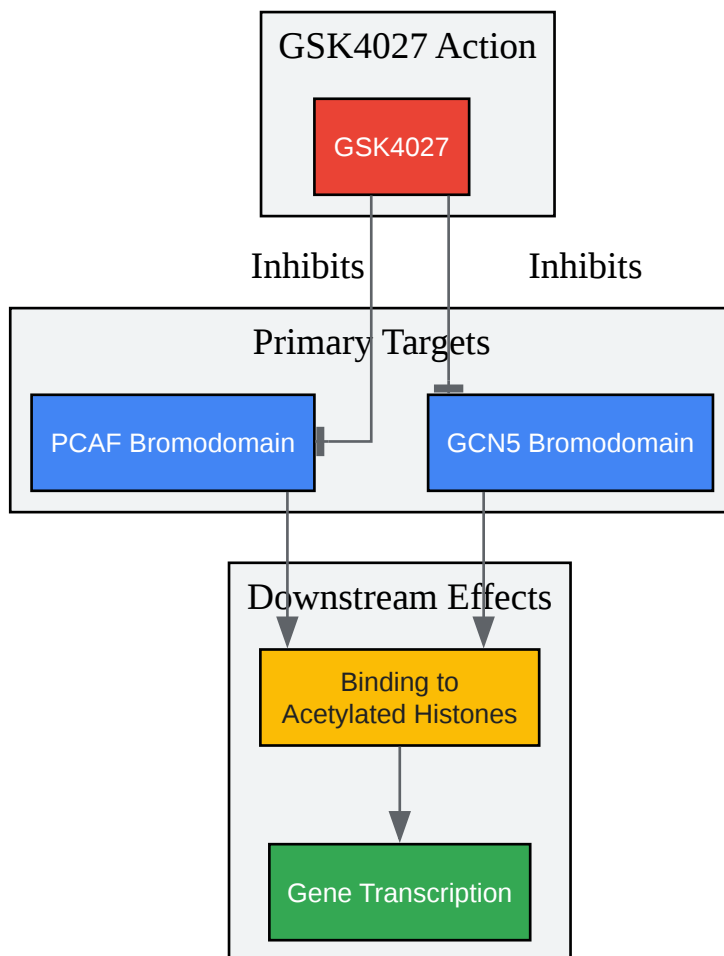 GSK4027 Action
GSK4027
Inhibits
Inhibits
Primary Targets
PCAF Bromodomain
GCN5 Bromodomain
Downstream Effects
Binding to
Acetylated Histones
Gene Transcription